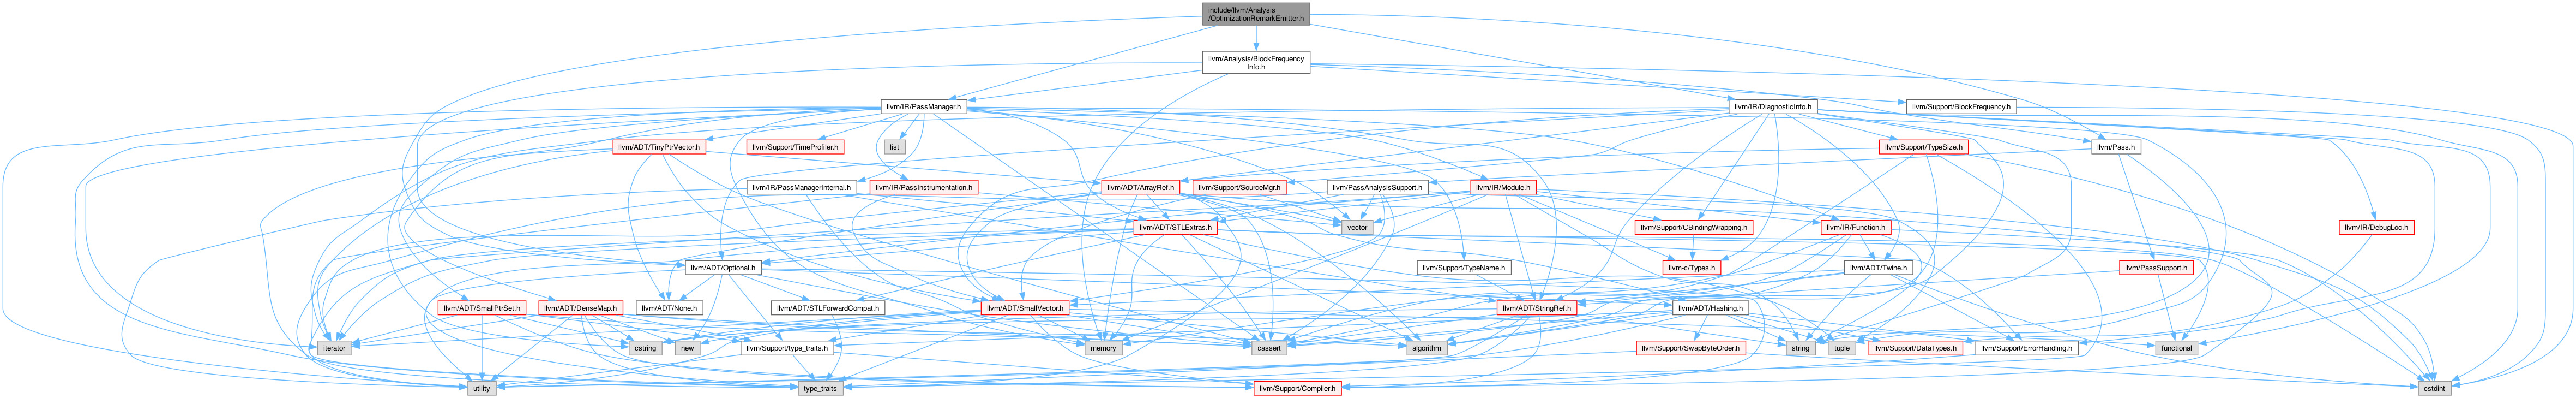 include/llvm/Analysis
/OptimizationRemarkEmitter.h
llvm/Analysis/BlockFrequency
Info.h
llvm/IR/PassManager.h
llvm/IR/DiagnosticInfo.h
llvm/Support/BlockFrequency.h
llvm/ADT/TinyPtrVector.h
llvm/Support/TimeProfiler.h
list
llvm/Support/TypeSize.h
llvm/Pass.h
llvm/IR/PassManagerInternal.h
llvm/IR/PassInstrumentation.h
llvm/ADT/ArrayRef.h
llvm/Support/SourceMgr.h
llvm/PassAnalysisSupport.h
llvm/IR/Module.h
llvm/ADT/STLExtras.h
vector
llvm/Support/CBindingWrapping.h
llvm/IR/Function.h
llvm/IR/DebugLoc.h
llvm/ADT/Optional.h
llvm/Support/TypeName.h
llvm-c/Types.h
llvm/ADT/Twine.h
llvm/PassSupport.h
llvm/ADT/SmallPtrSet.h
llvm/ADT/DenseMap.h
llvm/ADT/None.h
llvm/ADT/STLForwardCompat.h
llvm/ADT/SmallVector.h
llvm/ADT/StringRef.h
llvm/ADT/Hashing.h
iterator
cstring
new
llvm/Support/type_traits.h
memory
cassert
algorithm
llvm/Support/SwapByteOrder.h
string
tuple
llvm/Support/DataTypes.h
llvm/Support/ErrorHandling.h
functional
utility
type_traits
llvm/Support/Compiler.h
cstdint